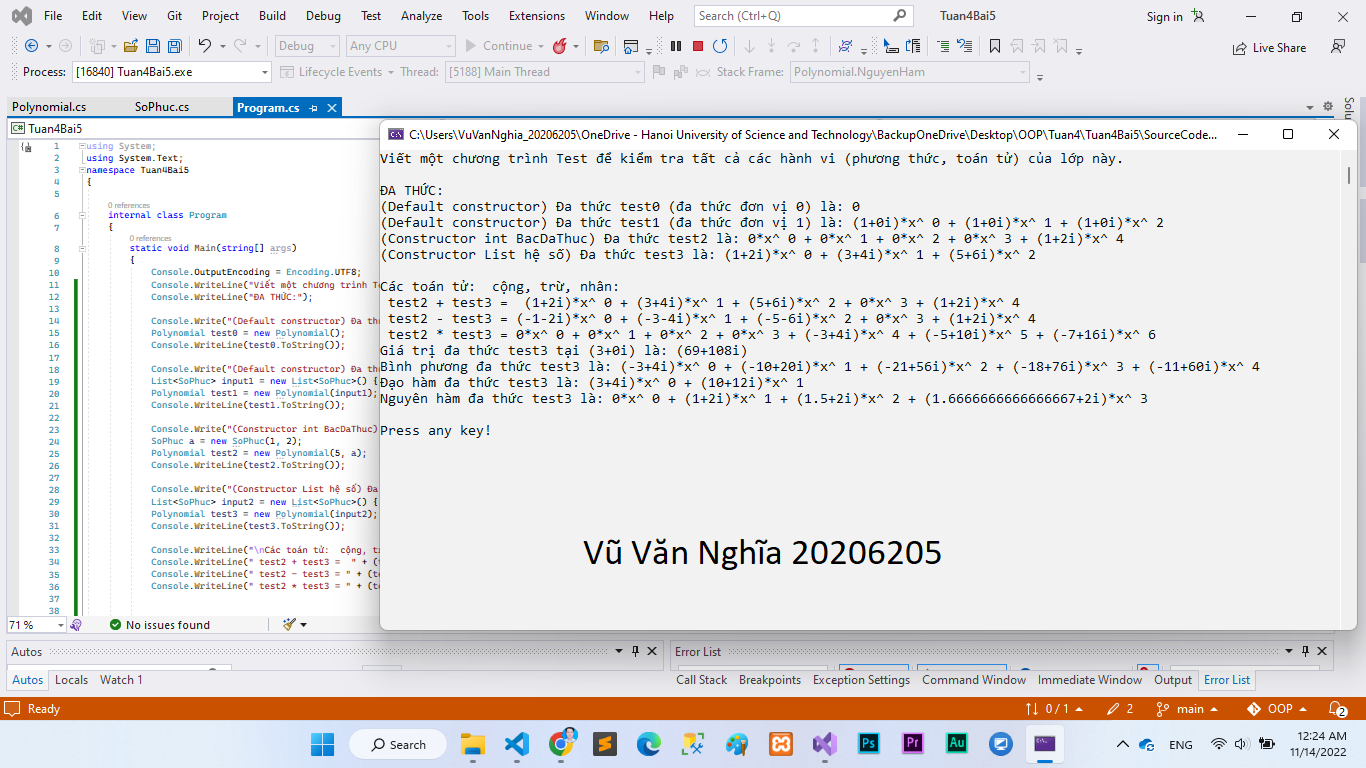 File Edit View Git Project Build Debug Test Analyze Tools Extensions Window Help Search (Ctrl+Q) Tuan4Bai5 Sign in
Debug Any CPU Continue Live Share
Process: [16840] Tuan4Bai5.exe Lifecycle Events Thread: [5188] Main Thread Stack Frame: Polynomial.NguyenHam
Polynomial.cs SoPhuc.cs Program.cs
C# Tuan4Bai5
1 using System;
2 using System.Text;
3 namespace Tuan4Bai5
4 {
5
0 references
6 internal class Program
7 {
0 references
8 static void Main(string[] args)
9 {
10 Console.OutputEncoding = Encoding.UTF8;
11 Console.WriteLine("Viết một chương trình T
12 Console.WriteLine("ĐA THỨC:");
13
14 Console.Write("(Default constructor) Đa thứ
15 Polynomial test0 = new Polynomial();
16 Console.WriteLine(test0.ToString());
17
18 Console.Write("(Default constructor) Đa thứ
19 List<SoPhuc> input1 = new List<SoPhuc>() {
20 Polynomial test1 = new Polynomial(input1);
21 Console.WriteLine(test1.ToString());
22
23 Console.Write("(Constructor int BacDaThuc)
24 SoPhuc a = new SoPhuc(1, 2);
25 Polynomial test2 = new Polynomial(5, a);
26 Console.WriteLine(test2.ToString());
27
28 Console.Write("(Constructor List hệ số) Đa
29 List<SoPhuc> input2 = new List<SoPhuc>() {
30 Polynomial test3 = new Polynomial(input2);
31 Console.WriteLine(test3.ToString());
32
33 Console.WriteLine("\nCác toán tử:  cộng, t
34 Console.WriteLine(" test2 + test3 =  " + (t
35 Console.WriteLine(" test2 - test3 = " + (te
36 Console.WriteLine(" test2 * test3 = " + (te
37
38
C:\Users\VuVanNghia_20206205\OneDrive - Hanoi University of Science and Technology\BackupOneDrive\Desktop\OOP\Tuan4\Tuan4Bai5\SourceCode...
Viết một chương trình Test để kiểm tra tất cả các hành vi (phương thức, toán tử) của lớp này.
ĐA THỨC:
(Default constructor) Đa thức test0 (đa thức đơn vị 0) là: 0
(Default constructor) Đa thức test1 (đa thức đơn vị 1) là: (1+0i)*x^ 0 + (1+0i)*x^ 1 + (1+0i)*x^ 2
(Constructor int BacDaThuc) Đa thức test2 là: 0*x^ 0 + 0*x^ 1 + 0*x^ 2 + 0*x^ 3 + (1+2i)*x^ 4
(Constructor List hệ số) Đa thức test3 là: (1+2i)*x^ 0 + (3+4i)*x^ 1 + (5+6i)*x^ 2
Các toán tử:  cộng, trừ, nhân:
test2 + test3 =  (1+2i)*x^ 0 + (3+4i)*x^ 1 + (5+6i)*x^ 2 + 0*x^ 3 + (1+2i)*x^ 4
test2 - test3 = (-1-2i)*x^ 0 + (-3-4i)*x^ 1 + (-5-6i)*x^ 2 + 0*x^ 3 + (1+2i)*x^ 4
test2 * test3 = 0*x^ 0 + 0*x^ 1 + 0*x^ 2 + 0*x^ 3 + (-3+4i)*x^ 4 + (-5+10i)*x^ 5 + (-7+16i)*x^ 6
Giá trị đa thức test3 tại (3+0i) là: (69+108i)
Bình phương đa thức test3 là: (-3+4i)*x^ 0 + (-10+20i)*x^ 1 + (-21+56i)*x^ 2 + (-18+76i)*x^ 3 + (-11+60i)*x^ 4
Đạo hàm đa thức test3 là: (3+4i)*x^ 0 + (10+12i)*x^ 1
Nguyên hàm đa thức test3 là: 0*x^ 0 + (1+2i)*x^ 1 + (1.5+2i)*x^ 2 + (1.6666666666666667+2i)*x^ 3
Press any key!
Vũ Văn Nghĩa 20206205
71 % No issues found
Autos Error List
Autos Locals Watch 1 Call Stack Breakpoints Exception Settings Command Window Immediate Window Output Error List
Ready 0 / 1 2 main OOP 2
Search ENG 12:24 AM
11/14/2022